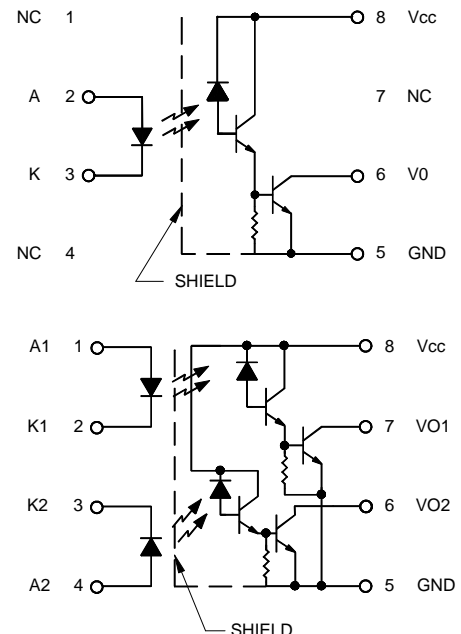 NC 1 8 Vcc
A 2 7 NC
K 3 6 V0
NC 4 5 GND
SHIELD
A1 1 8 Vcc
K1 2 7 VO1
K2 3 6 VO2
A2 4 5 GND
SHIELD